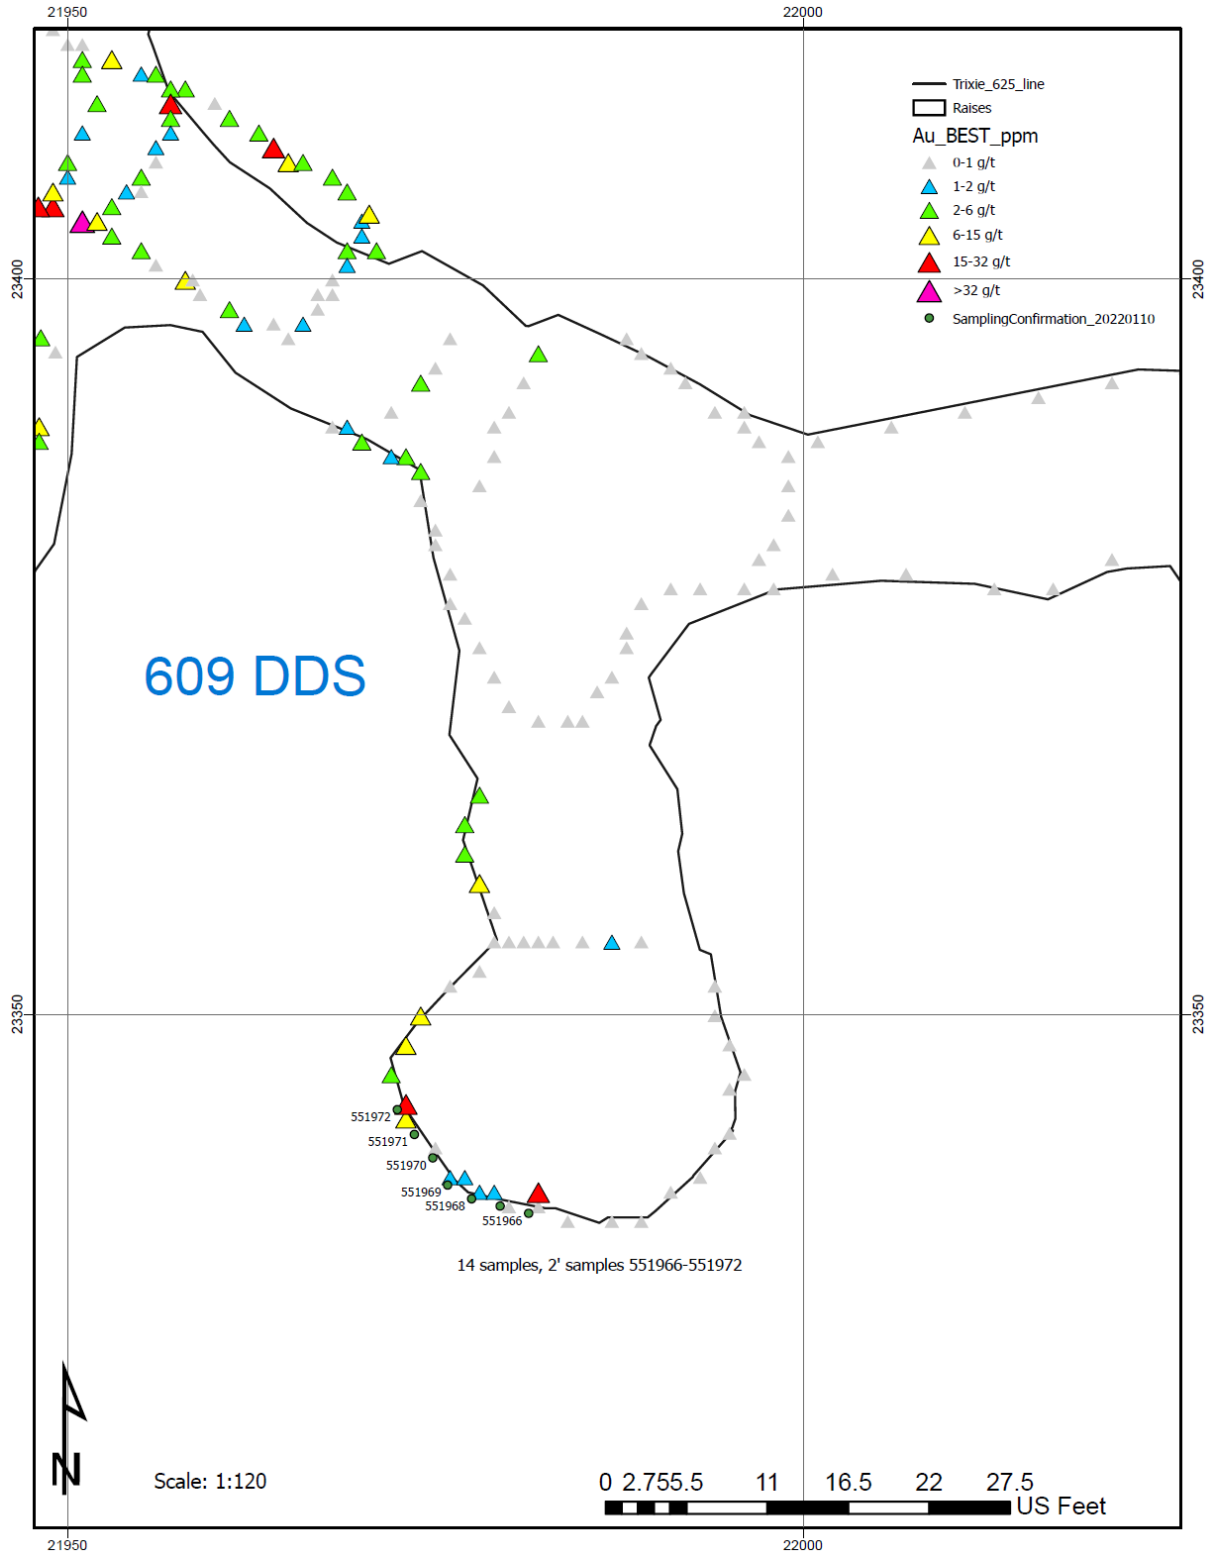 21950 22000
Trixie_625_line
Raises
Au_BEST_ppm
0-1 g/t
1-2 g/t
2-6 g/t
6-15 g/t
15-32 g/t
>32 g/t
SamplingConfirmation_20220110
23400 23400
609 DDS
23350 23350
551972
551971
551970
551969
551968
551966
14 samples, 2' samples 551966-551972
N
Scale: 1:120
0 2.755.5 11 16.5 22 27.5
US Feet
21950 22000